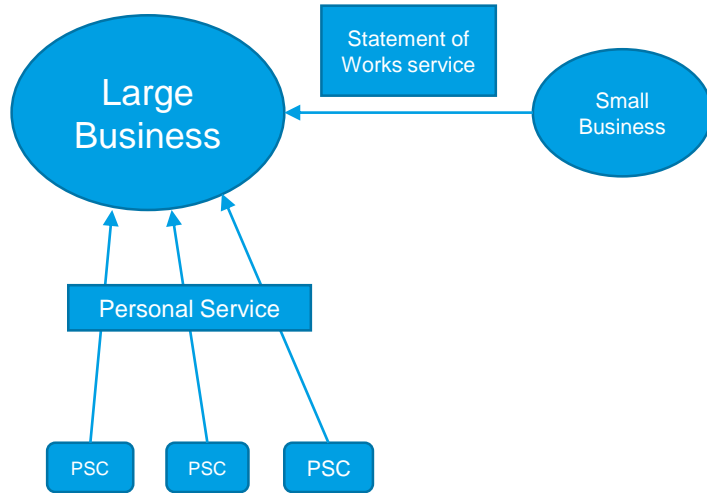 Large
Business
Statement of
Works service
Small
Business
Personal Service
PSC
PSC
PSC